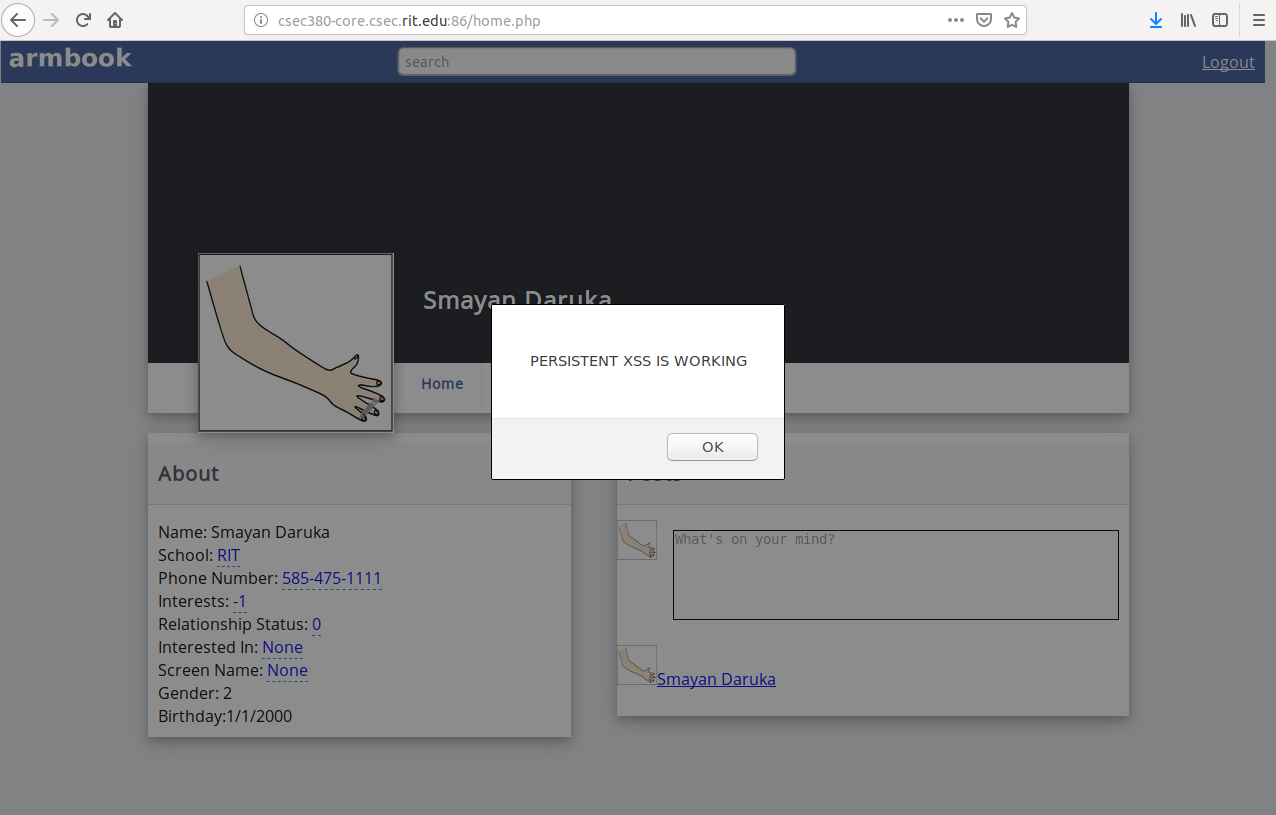 csec380-core.csec.rit.edu:86/home.php
armbook
search
Logout
Smayan Daruka
PERSISTENT XSS IS WORKING
OK
Home
About
Posts
Name: Smayan Daruka
School: RIT
Phone Number: 585-475-1111
Interests: -1
Relationship Status: 0
Interested In: None
Screen Name: None
Gender: 2
Birthday:1/1/2000
What's on your mind?
Smayan Daruka